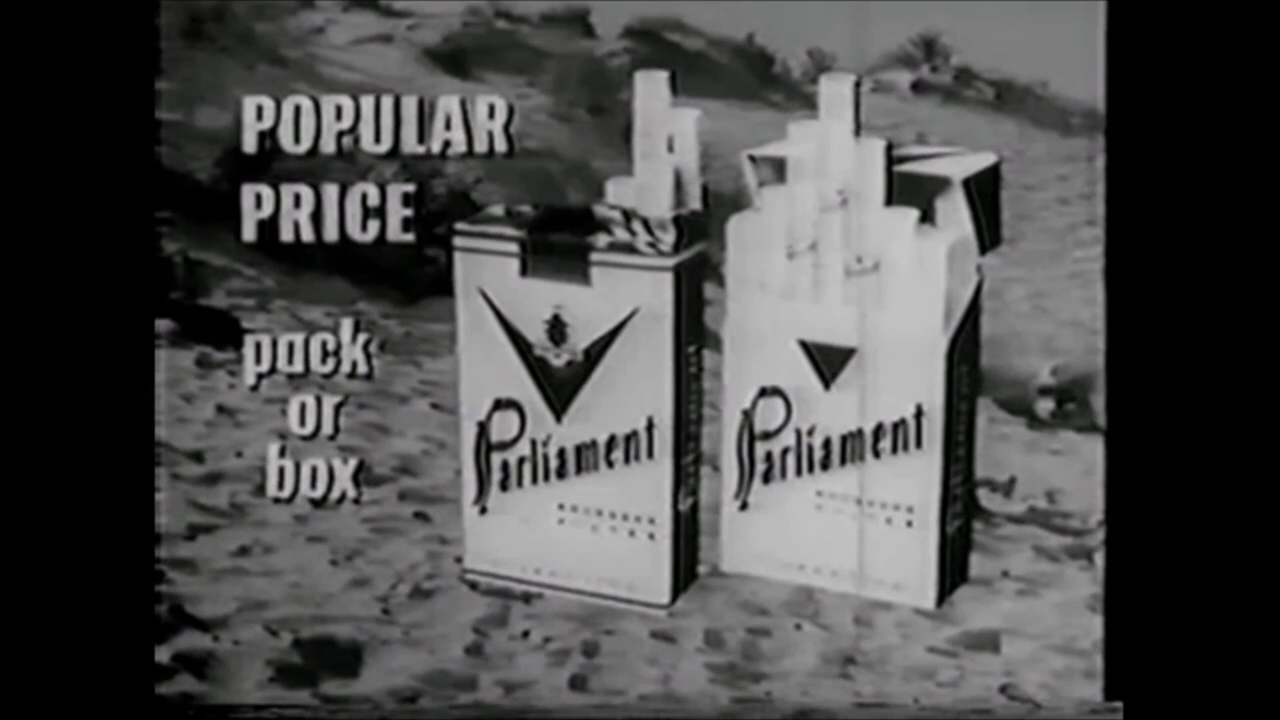 POPULAR
PRICE
pack
or
box
Parliament
Parliament